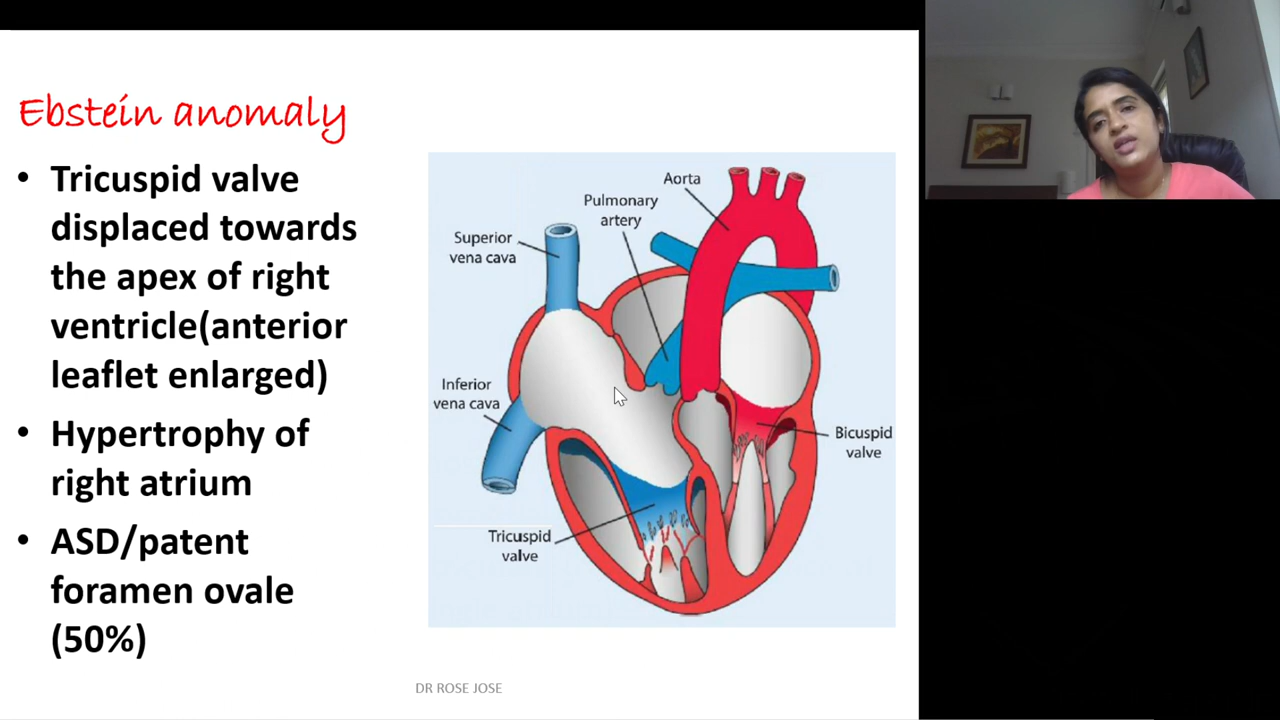 Ebstein anomaly
• Tricuspid valve
displaced towards
the apex of right
ventricle(anterior
leaflet enlarged)
• Hypertrophy of
right atrium
• ASD/patent
foramen ovale
(50%)
Aorta
Pulmonary
artery
Superior
vena cava
Inferior
vena cava
Bicuspid
valve
Tricuspid
valve
DR ROSE JOSE